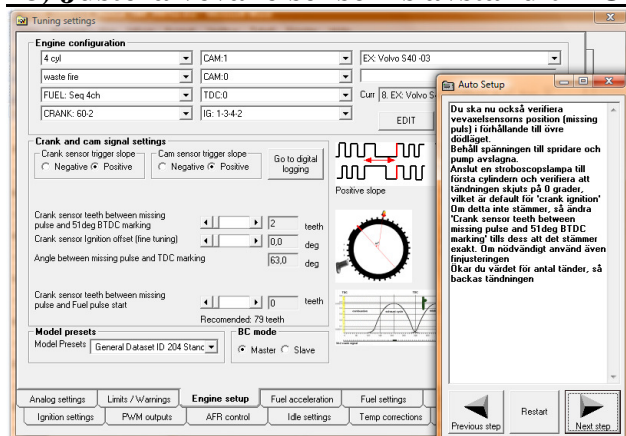 Tuning settings
Engine configuration
4 cyl
CAM:1
EX: Volvo S40 -03
waste fire
CAM:0
FUEL: Seq 4ch
TDC:0
Curr 8. EX: Volvo S
CRANK: 60-2
IG: 1-3-4-2
EDIT
Crank and cam signal settings
Crank sensor trigger slope
Negative Positive
Cam sensor trigger slope
Negative Positive
Go to digital
logging
Positive slope
Crank sensor teeth between missing
pulse and 51deg BTDC marking
2
teeth
Crank sensor Ignition offset (fine tuning)
0,0
deg
Angle between missing pulse and TDC marking
63,0
deg
Crank sensor teeth between missing
pulse and Fuel pulse start
0
teeth
Recomended: 79 teeth
Model presets
Model Presets
General Dataset ID 204 Stanc
BC
mode
Master Slave
Analog settings
Limits / Warnings
Engine setup
Fuel acceleration
Fuel settings
Ignition settings
PWM outputs
AFR control
Idle settings
Temp corrections
Auto Setup
Du ska nu också verifiera
vevaxelsensorns position (missing
puls) i förhållande till övre
dödläget.
Behåll spänningen till spridare och
pump avslagna.
Anslut en stroboscopslampa till
första cylindern och verifiera att
tändningen skjuts på 0 grader,
vilket är default för 'crank ignition'
Om detta inte stämmer, så ändra
'Crank sensor teeth between
missing pulse and 51deg BTDC
marking' tills dess att det stämmer
exakt. Om nödvändigt använd även
finjusteringen
Ökar du värdet för antal tänder, så
backas tändningen
Previous step
Restart
Next step